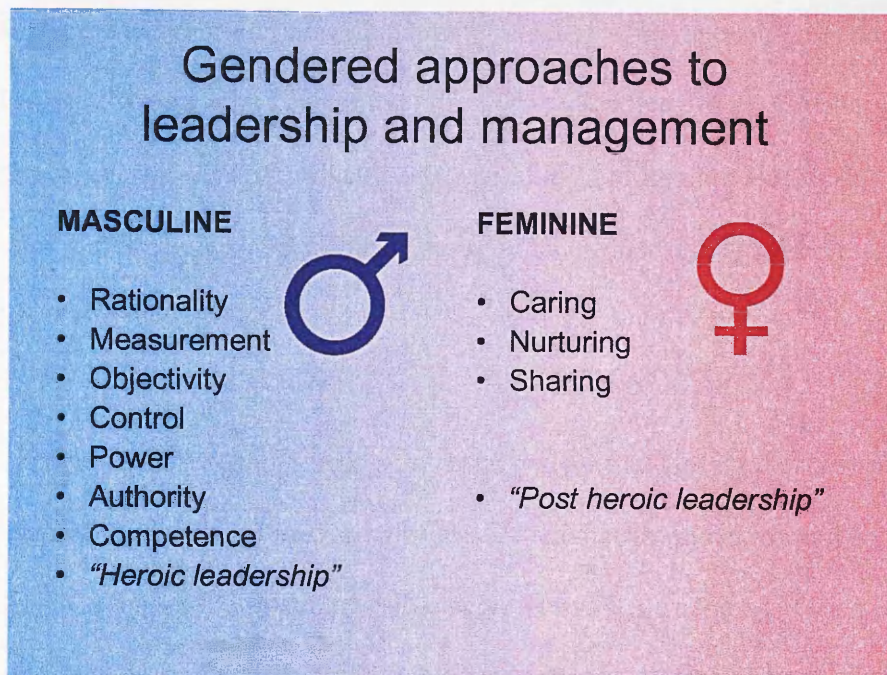 Gendered approaches to
leadership and management
MASCULINE
• Rationality
• Measurement
• Objectivity
• Control
• Power
• Authority
• Competence
• “Heroic leadership”
FEMININE
• Caring
• Nurturing
• Sharing
• “Post heroic leadership”